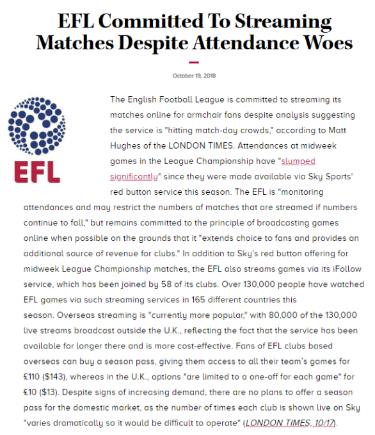 EFL Committed To Streaming
Matches Despite Attendance Woes
October 19, 2018
EFL
The English Football League is committed to streaming its
matches online for armchair fans despite analysis suggesting
the service is "hitting match-day crowds," according to Matt
Hughes of the LONDON TIMES. Attendances at midweek
games in the League Championship have "slumped
significantly" since they were made available via Sky Sports'
red button service this season. The EFL is "monitoring
attendances and may restrict the numbers of matches that are streamed if numbers
continue to fall," but remains committed to the principle of broadcasting games
online when possible on the grounds that it "extends choice to fans and provides an
additional source of revenue for clubs." In addition to Sky's red button offering for
midweek League Championship matches, the EFL also streams games via its iFollow
service, which has been joined by 58 of its clubs. Over 130,000 people have watched
EFL games via such streaming services in 165 different countries this
season. Overseas streaming is "currently more popular," with 80,000 of the 130,000
live streams broadcast outside the U.K., reflecting the fact that the service has been
available for longer there and is more cost-effective. Fans of EFL clubs based
overseas can buy a season pass, giving them access to all their team's games for
£110 ($143), whereas in the U.K., options "are limited to a one-off for each game" for
£10 ($13). Despite signs of increasing demand, there are no plans to offer a season
pass for the domestic market, as the number of times each club is shown live on Sky
"varies dramatically so it would be difficult to operate" (LONDON TIMES, 10/17).